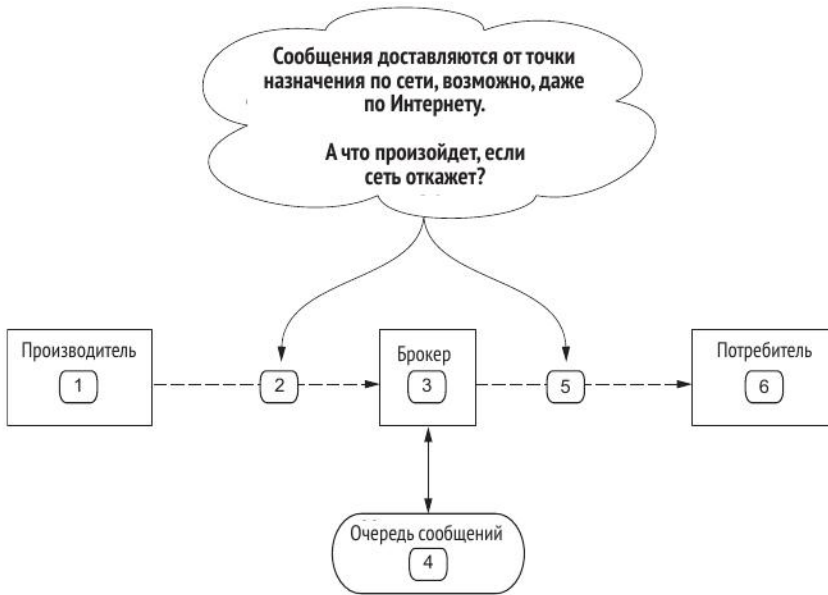 Сообщения доставляются от точки
назначения по сети, возможно, даже
по Интернету.
А что произойдет, если
сеть откажет?
Производитель
1
2
Брокер
3
5
Потребитель
6
Очередь сообщений
4